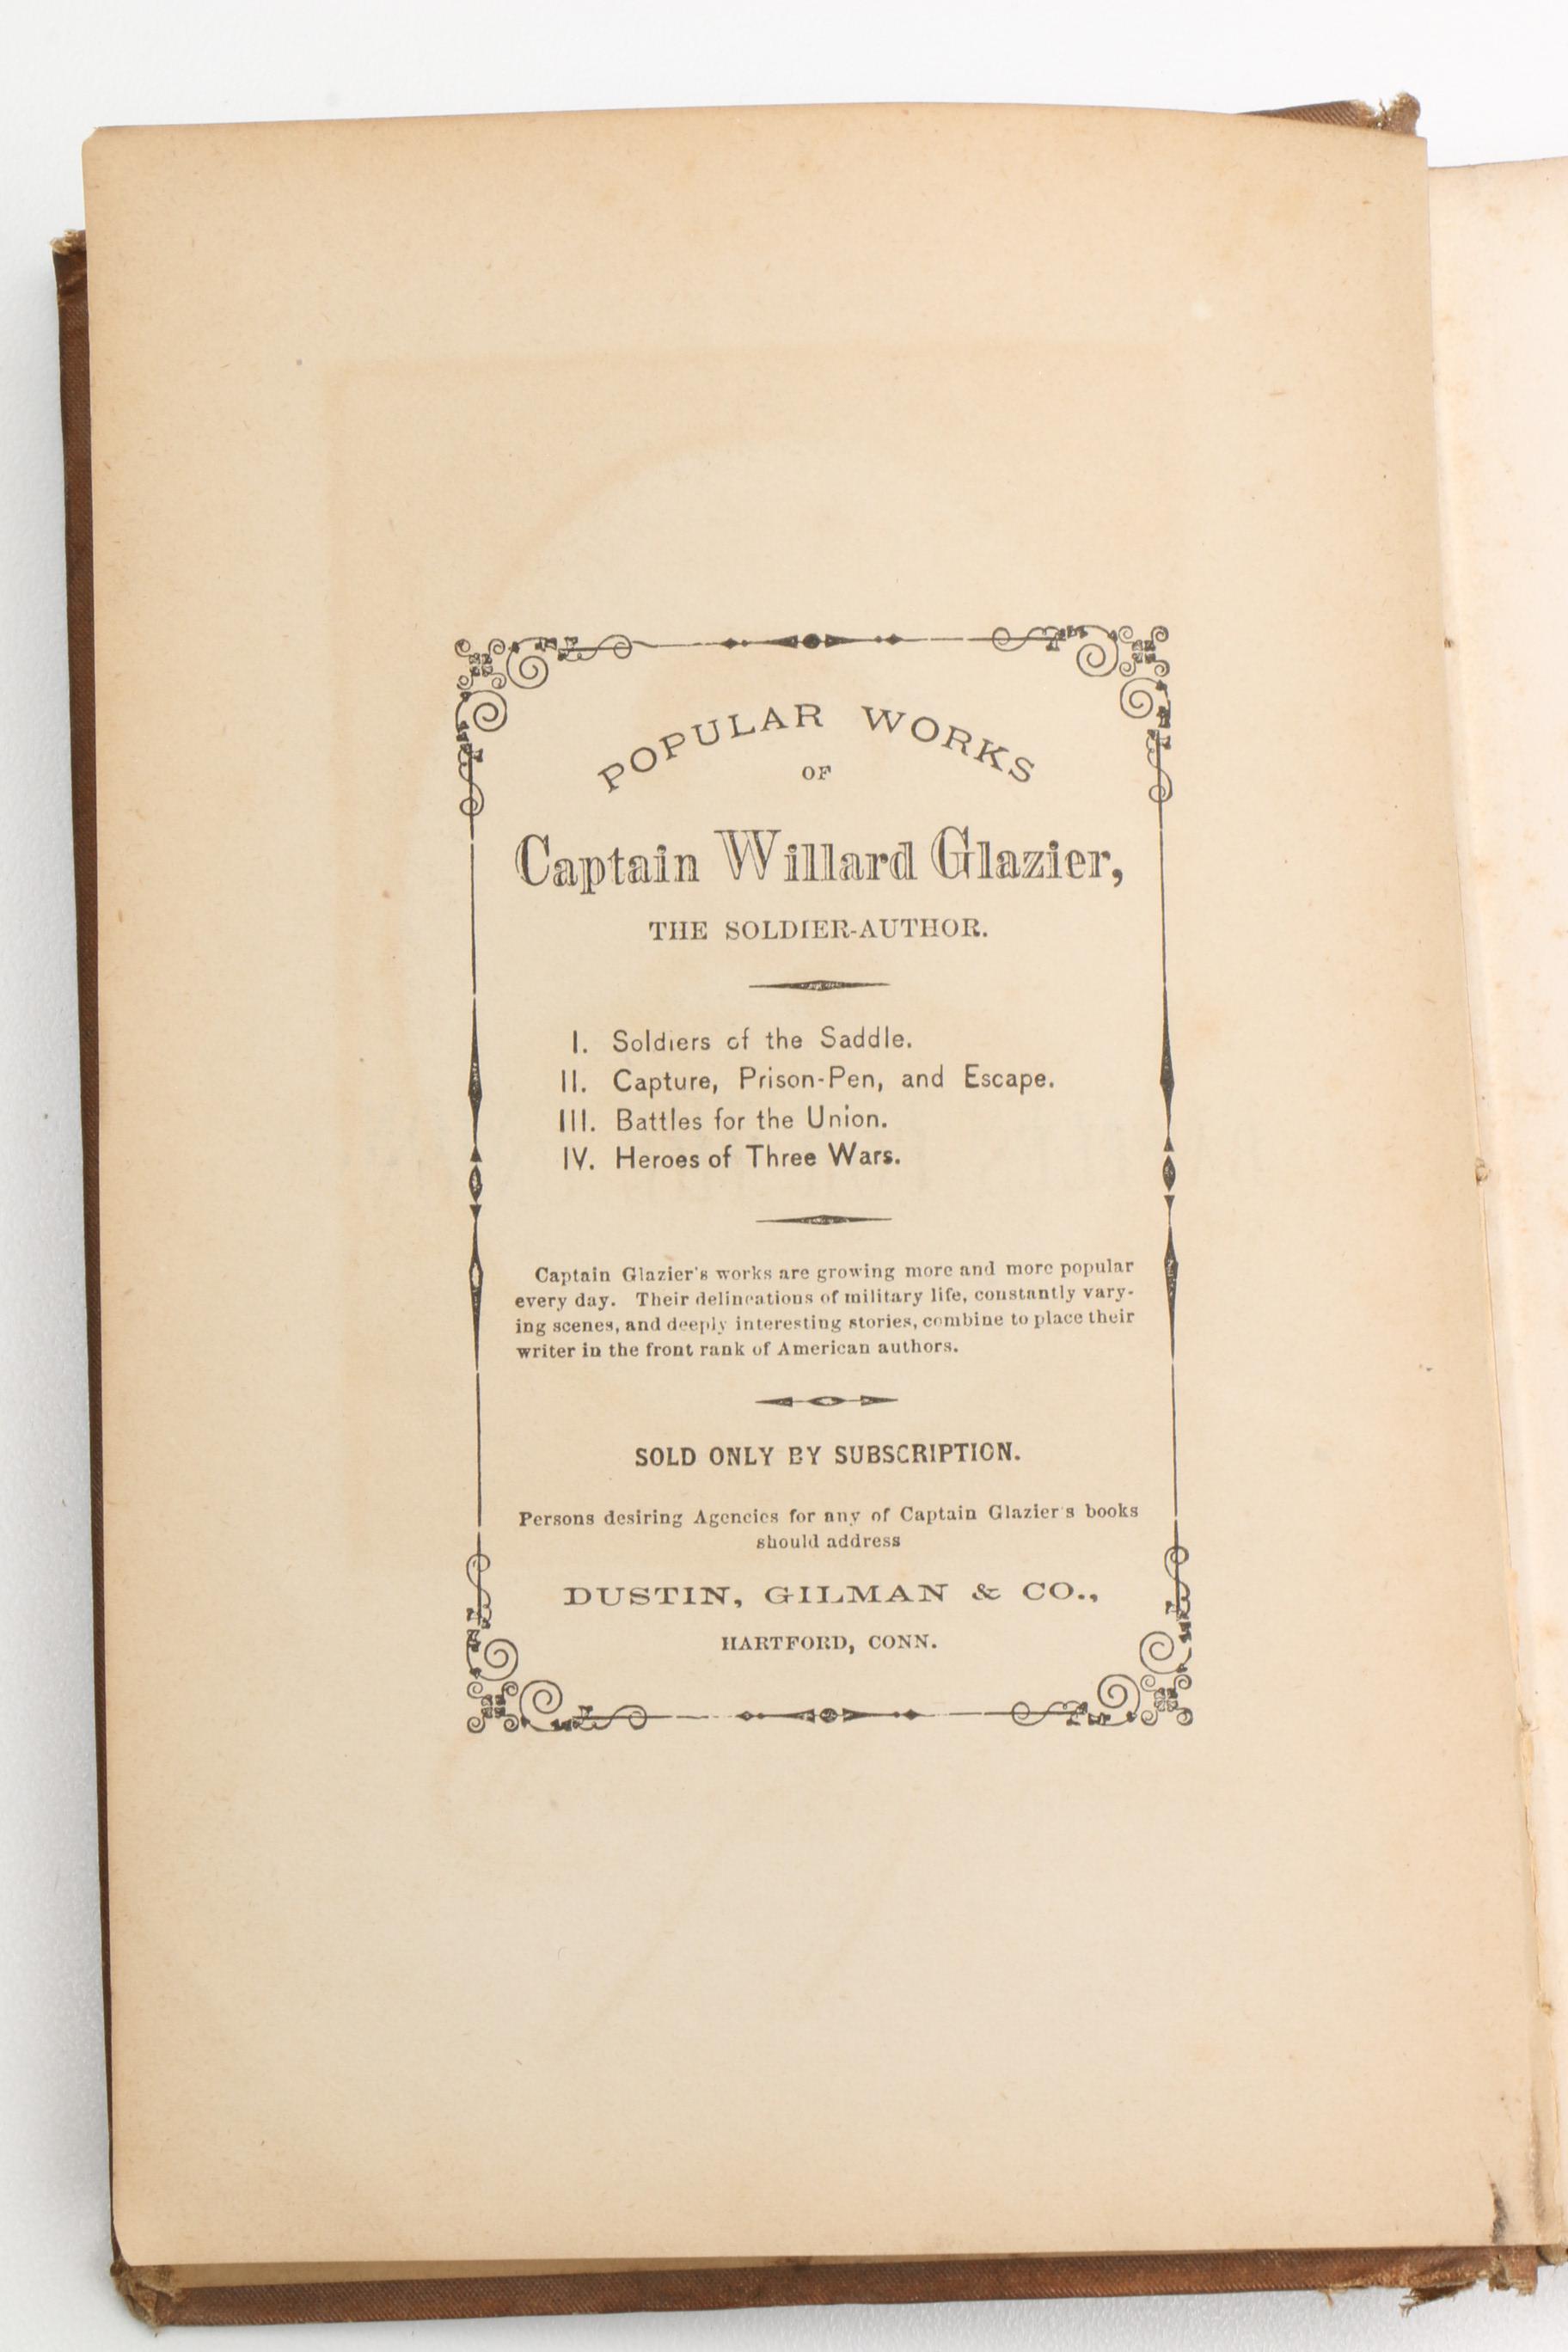 POPULAR WORKS
OF
Captain Willard Glazier,
THE SOLDIER-AUTHOR.
I. Soldiers of the Saddle.
II. Capture, Prison-Pen, and Escape.
III. Battles for the Union.
IV. Heroes of Three Wars.
Captain Glazier's works are growing more and more popular
every day. Their delineations of military life, constantly vary-
ing scenes, and deeply interesting stories, combine to place their
writer in the front rank of American authors.
SOLD ONLY BY SUBSCRIPTION.
Persons desiring Agencies for any of Captain Glazier's books
should address
DUSTIN, GILMAN & CO.,
HARTFORD, CONN.